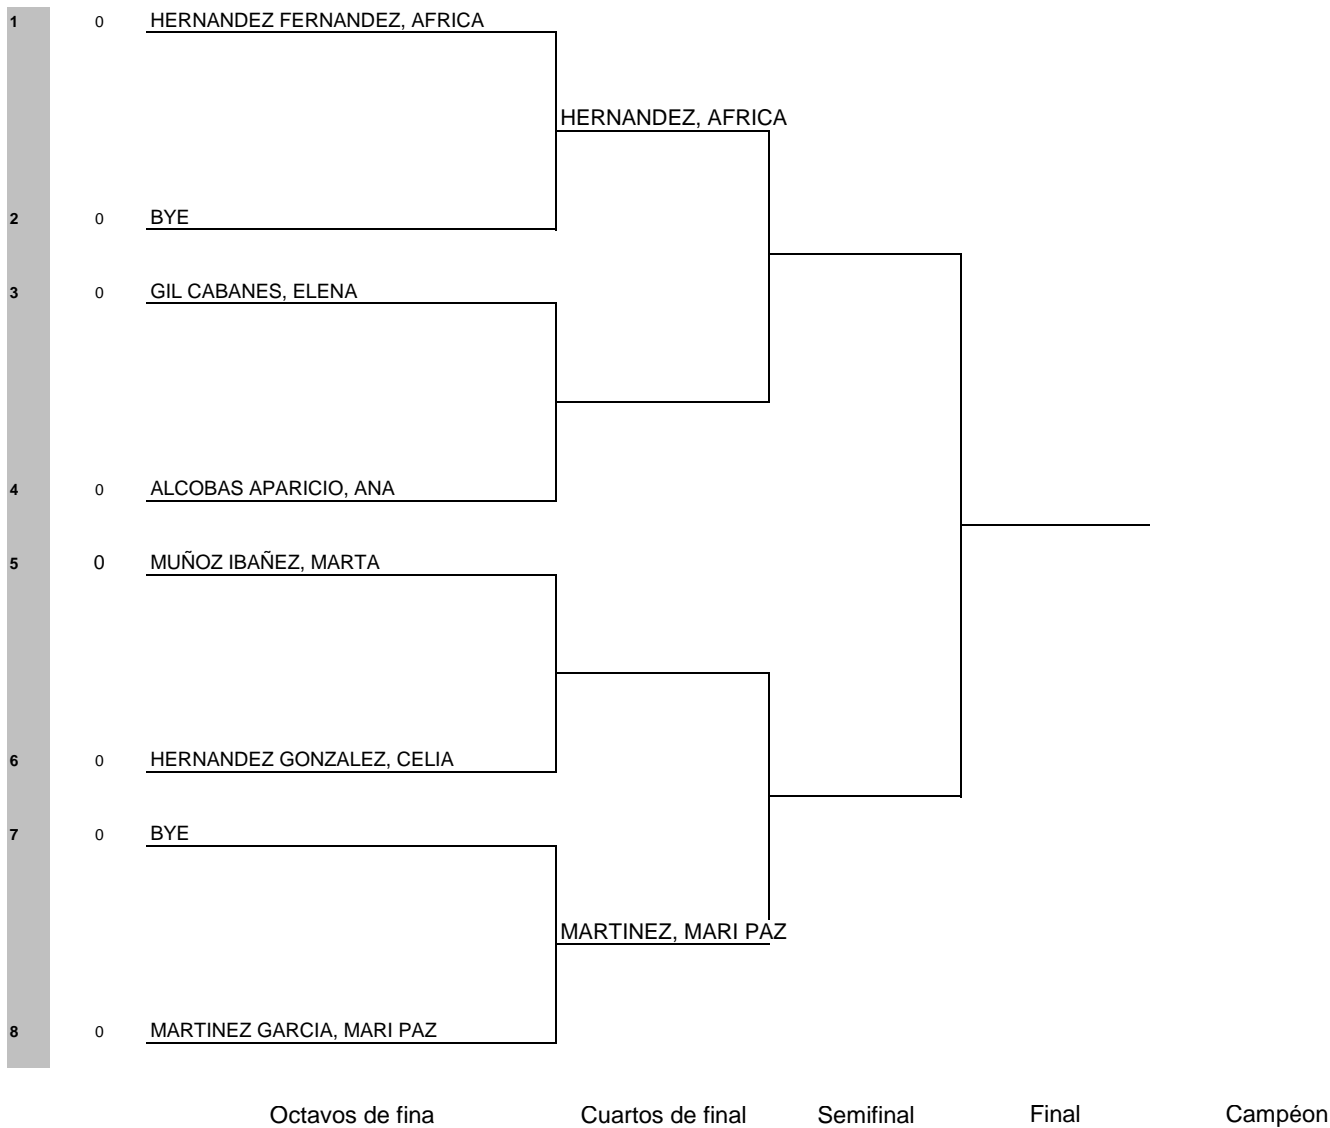 1 0 HERNANDEZ FERNANDEZ, AFRICA
HERNANDEZ, AFRICA
2 0 BYE
3 0 GIL CABANES, ELENA
4 0 ALCOBAS APARICIO, ANA
5 0 MUÑOZ IBAÑEZ, MARTA
6 0 HERNANDEZ GONZALEZ, CELIA
7 0 BYE
MARTINEZ, MARI PAZ
8 0 MARTINEZ GARCIA, MARI PAZ
Octavos de fina Cuartos de final Semifinal Final Campéon